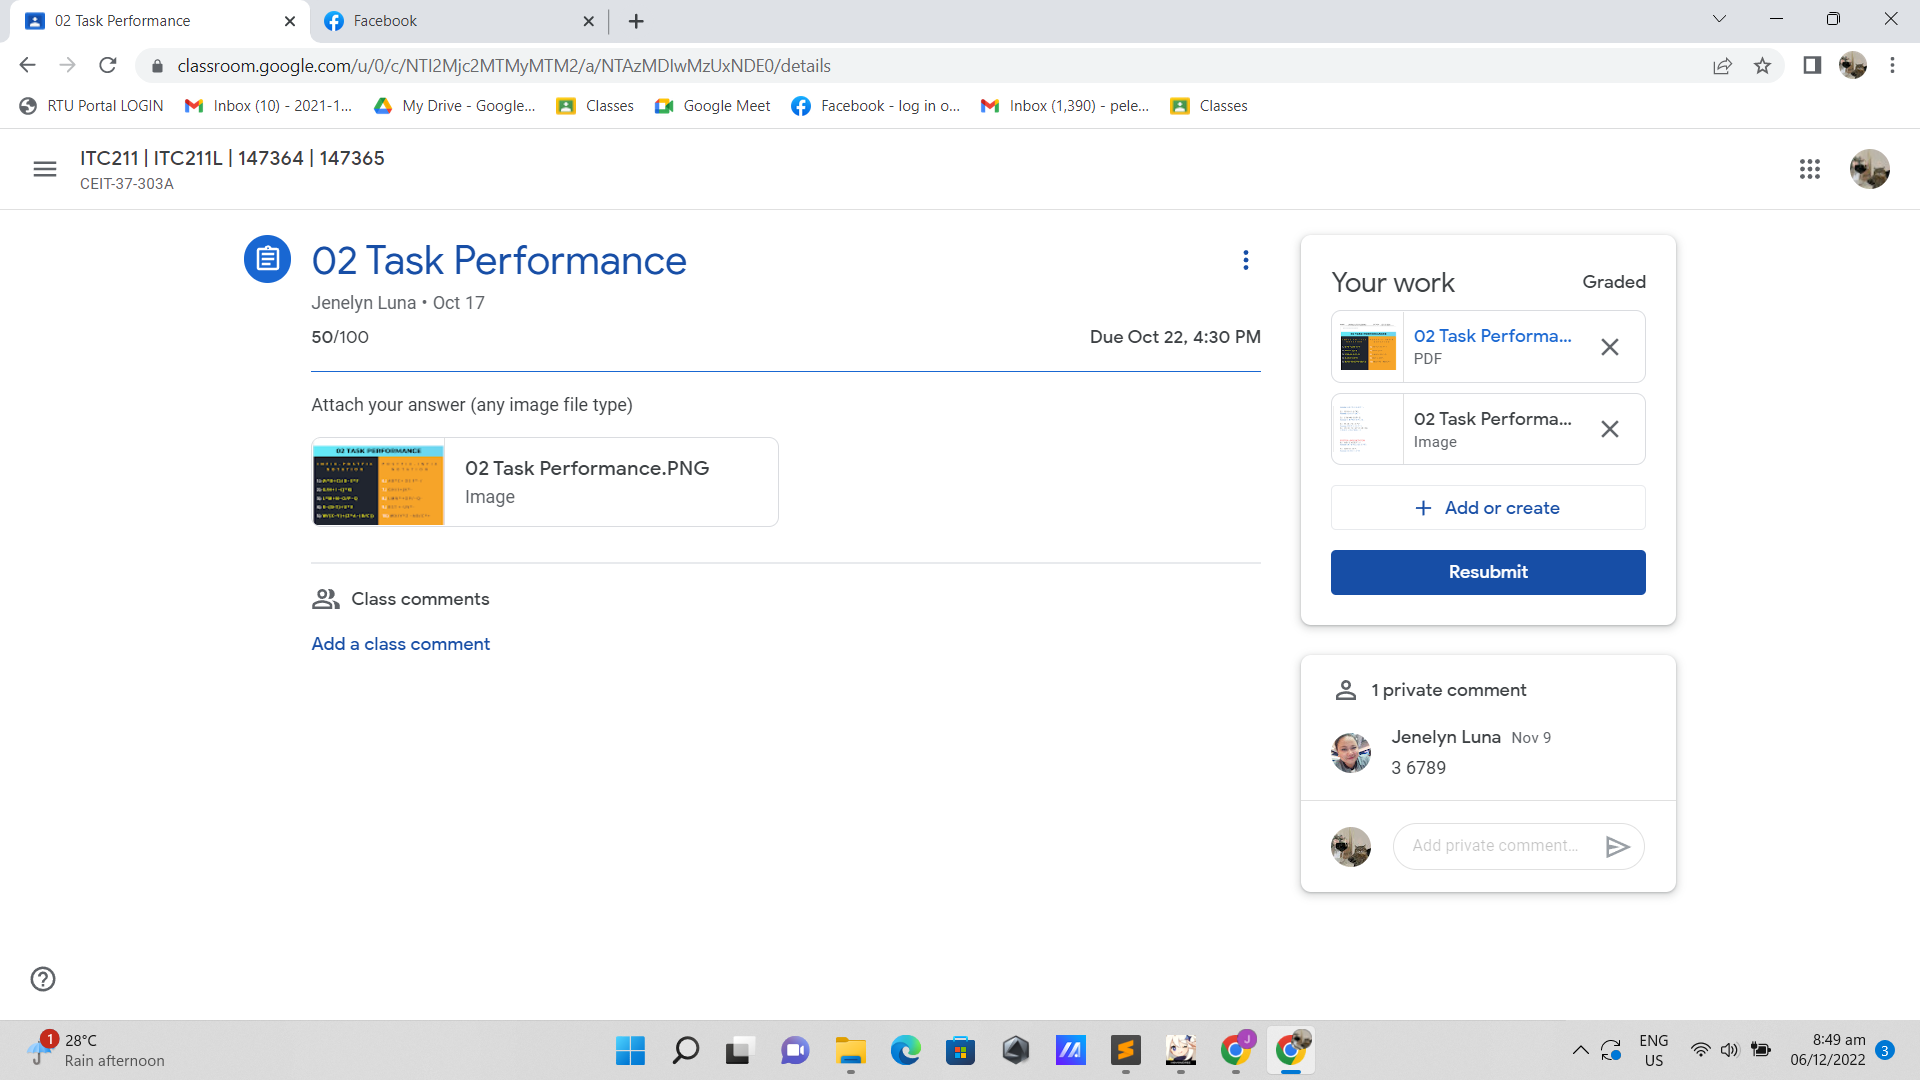 02 Task Performance
Facebook
classroom.google.com/u/0/c/NTI2Mjc2MTMyMTM2/a/NTAzMDIwMzUxNDE0/details
RTU Portal LOGIN
Inbox (10) - 2021-1...
My Drive - Google...
Classes
Google Meet
Facebook - log in o...
Inbox (1,390) - pele...
Classes
ITC211 | ITC211L | 147364 | 147365
CEIT-37-303A
02 Task Performance
Jenelyn Luna • Oct 17
50/100
Due Oct 22, 4:30 PM
Attach your answer (any image file type)
02 TASK PERFORMANCE
02 Task Performance.PNG
Image
Class comments
Add a class comment
Your work
Graded
02 Task Performa...
PDF
02 Task Performa...
Image
+ Add or create
Resubmit
1 private comment
Jenelyn Luna Nov 9
3 6789
Add private comment...
1
28°C
Rain afternoon
J
ENG
US
8:49 am
06/12/2022
3